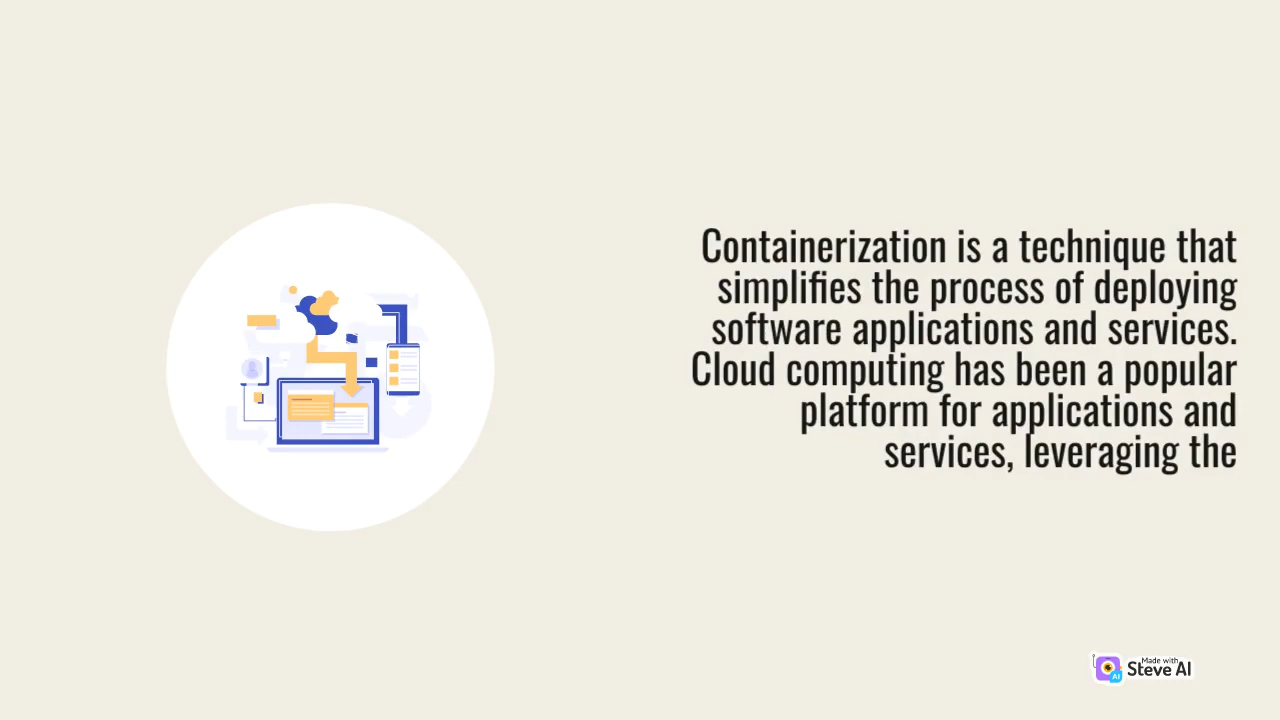 Containerization is a technique that
simplifies the process of deploying
software applications and services.
Cloud computing has been a popular
platform for applications and
services, leveraging the
Made with
Steve AI
AI